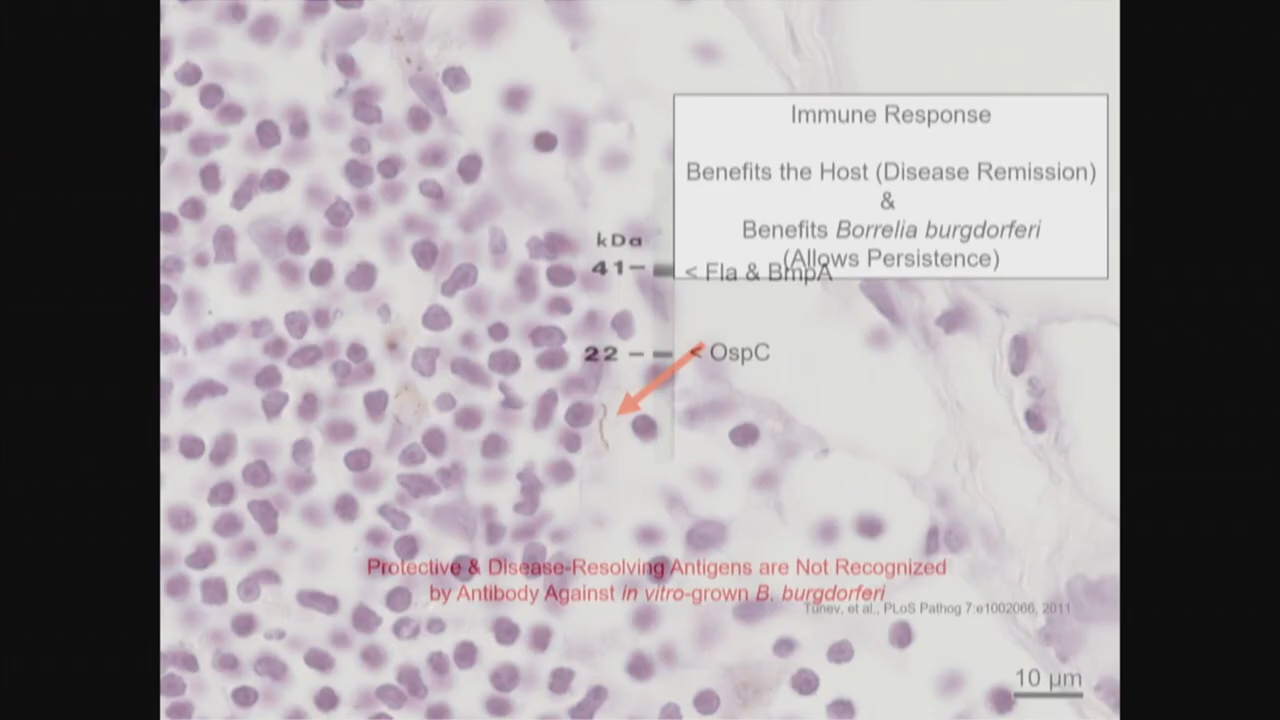 Immune Response
Benefits the Host (Disease Remission)
&
Benefits Borrelia burgdorferi
(Allows Persistence)
kDa
41– < Fla & BmpA
22 – < OspC
Protective & Disease-Resolving Antigens are Not Recognized
by Antibody Against in vitro-grown B. burgdorferi
Tunev, et al., PLoS Pathog 7:e1002066, 2011
10 µm